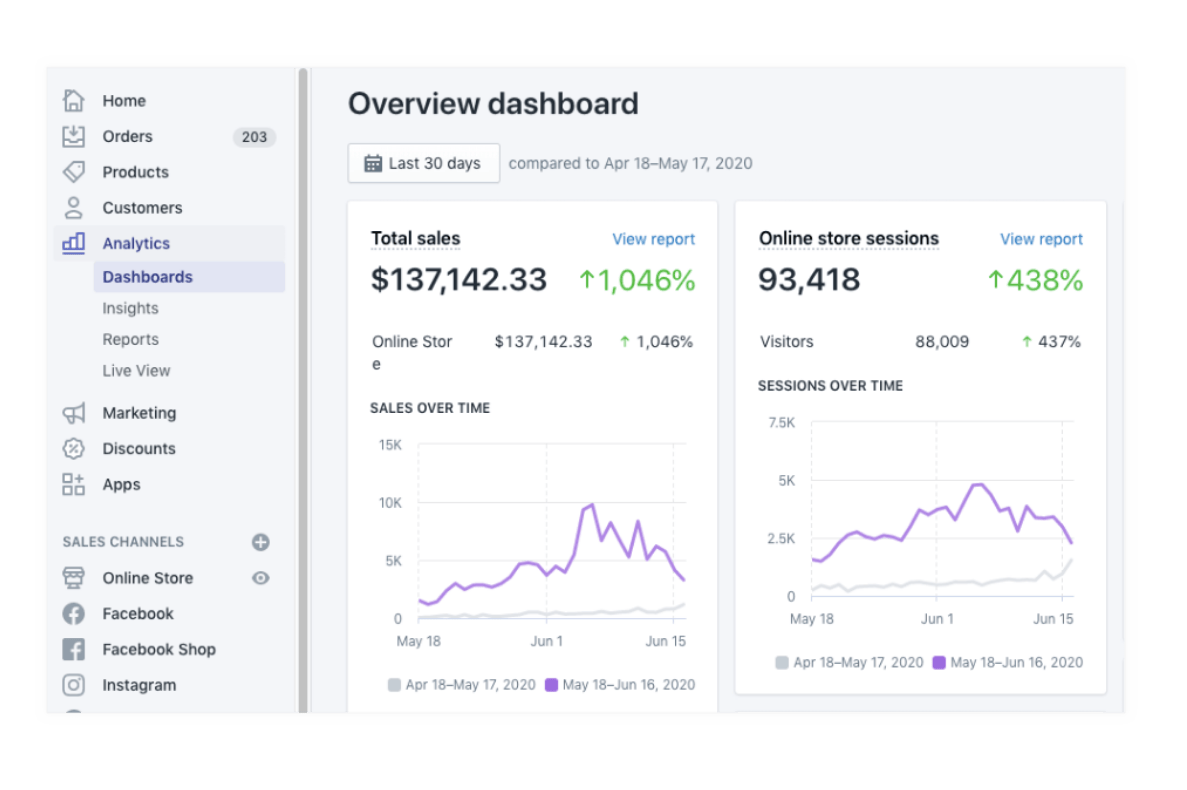 Home
Orders 203
Products
Customers
Analytics
Dashboards
Insights
Reports
Live View
Marketing
Discounts
Apps
SALES CHANNELS
Online Store
Facebook
Facebook Shop
Instagram
Overview dashboard
Last 30 days compared to Apr 18–May 17, 2020
Total sales View report
$137,142.33 ↑1,046%
Online Stor $137,142.33 ↑ 1,046%
e
SALES OVER TIME
15K
10K
5K
0
May 18 Jun 1 Jun 15
Apr 18–May 17, 2020 May 18–Jun 16, 2020
Online store sessions View report
93,418 ↑438%
Visitors 88,009 ↑ 437%
SESSIONS OVER TIME
7.5K
5K
2.5K
0
May 18 Jun 1 Jun 15
Apr 18–May 17, 2020 May 18–Jun 16, 2020